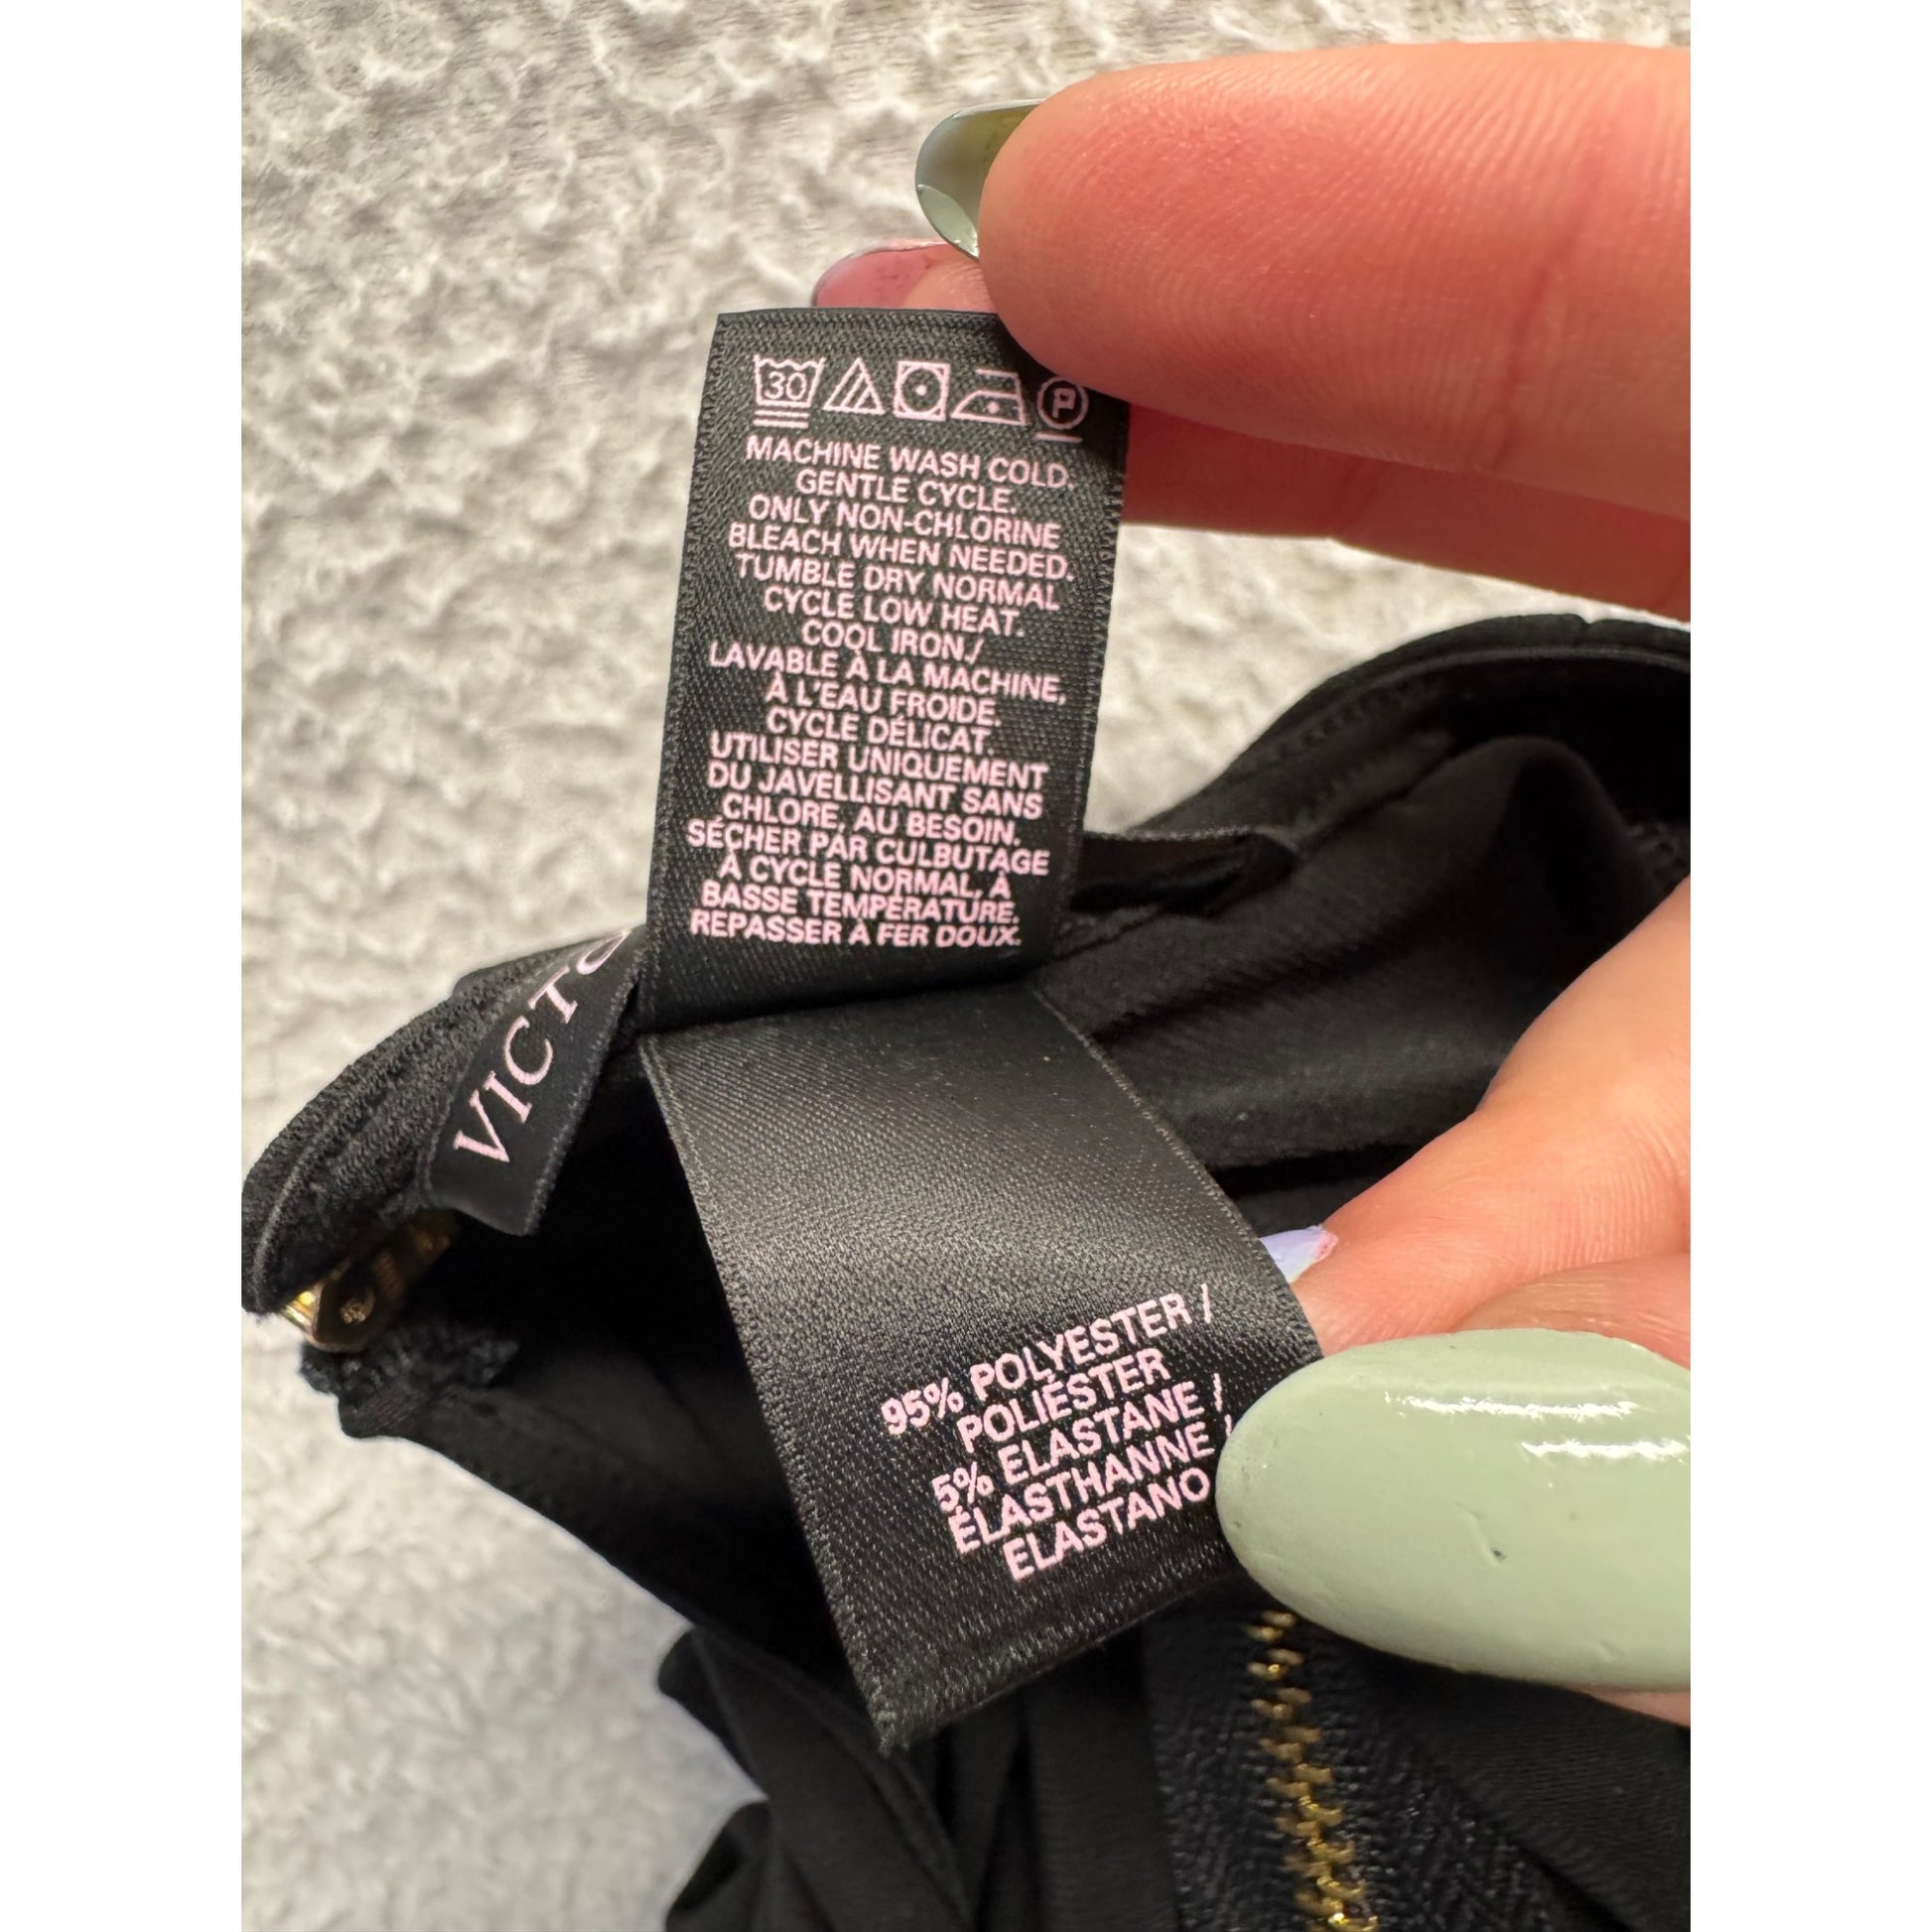 30
P
MACHINE WASH COLD.
GENTLE CYCLE.
ONLY NON-CHLORINE
BLEACH WHEN NEEDED.
TUMBLE DRY NORMAL
CYCLE LOW HEAT.
COOL IRON./
LAVABLE À LA MACHINE,
À L'EAU FROIDE.
CYCLE DÉLICAT.
UTILISER UNIQUEMENT
DU JAVELLISANT SANS
CHLORE, AU BESOIN.
SÉCHER PAR CULBUTAGE
À CYCLE NORMAL, À
BASSE TEMPÉRATURE.
REPASSER À FER DOUX.
VICTO
95% POLYESTER /
POLIÉSTER
5% ELASTANE /
ÉLASTHANNE /
ELASTANO